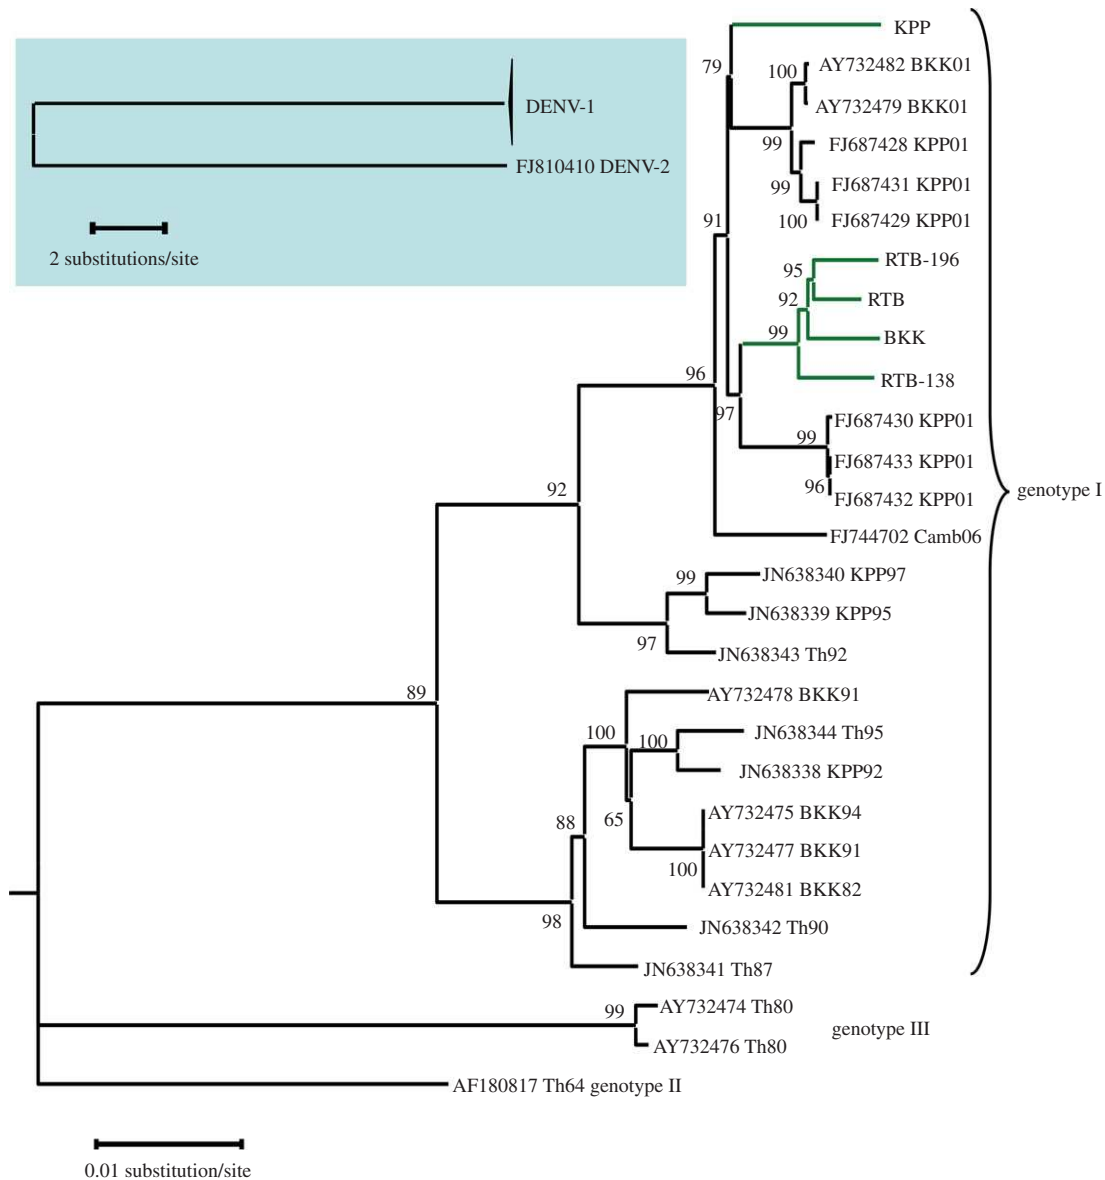 KPP
79
100
AY732482 BKK01
AY732479 BKK01
DENV-1
99
FJ687428 KPP01
FJ810410 DENV-2
99
FJ687431 KPP01
100
FJ687429 KPP01
91
2 substitutions/site
95
RTB-196
92
RTB
99
BKK
96
RTB-138
97
FJ687430 KPP01
99
FJ687433 KPP01
96
FJ687432 KPP01
genotype I
92
FJ744702 Camb06
99
JN638340 KPP97
JN638339 KPP95
97
JN638343 Th92
89
AY732478 BKK91
100
100
JN638344 Th95
JN638338 KPP92
88
65
AY732475 BKK94
AY732477 BKK91
100
AY732481 BKK82
98
JN638342 Th90
JN638341 Th87
99
AY732474 Th80
genotype III
AY732476 Th80
AF180817 Th64 genotype II
0.01 substitution/site